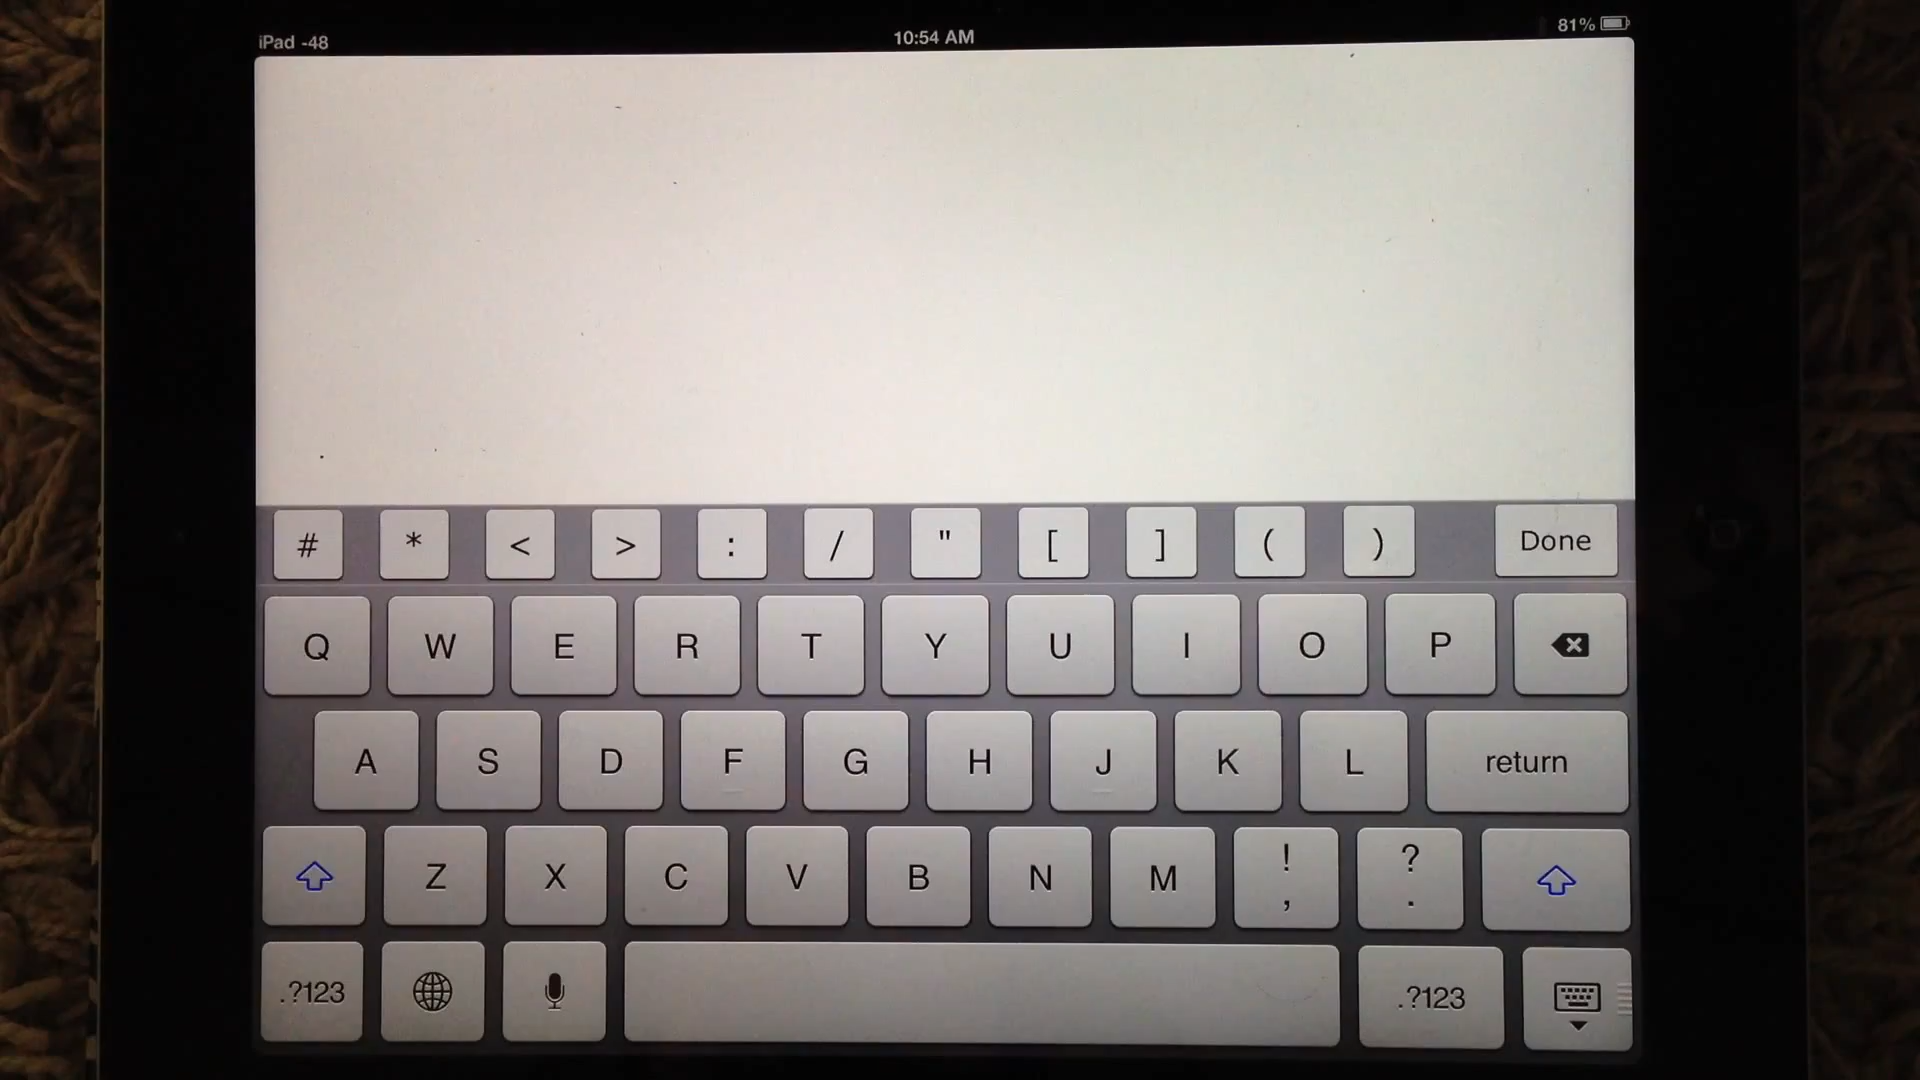 iPad -48 10:54 AM 81%
# * < > : / " [ ] ( ) Done
Q W E R T Y U I O P
A S D F G H J K L return
Z X C V B N M ! , ? .
.?123 .?123